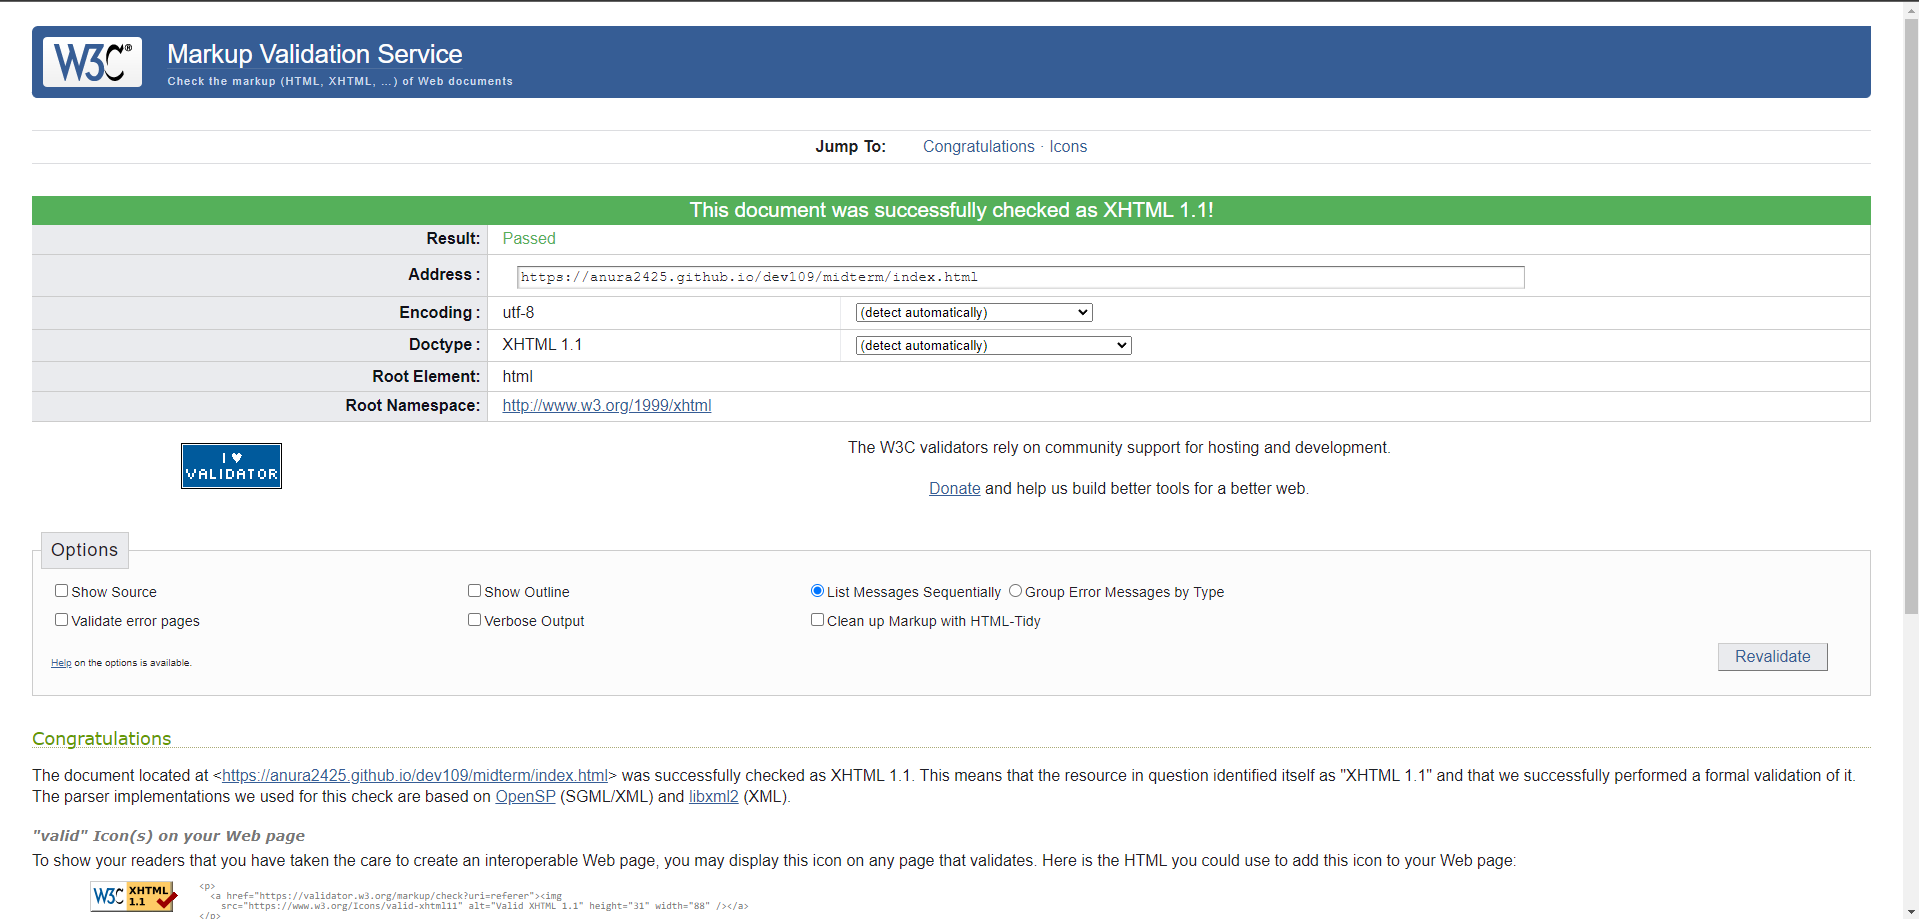 W3C®
Markup Validation Service
Check the markup (HTML, XHTML, …) of Web documents
Jump To: Congratulations · Icons
This document was successfully checked as XHTML 1.1!
Result: Passed
Address : https://anura2425.github.io/dev109/midterm/index.html
Encoding : utf-8 (detect automatically)
Doctype : XHTML 1.1 (detect automatically)
Root Element: html
Root Namespace: http://www.w3.org/1999/xhtml
I ♥
VALIDATOR
The W3C validators rely on community support for hosting and development.
Donate and help us build better tools for a better web.
Options
Show Source Show Outline List Messages Sequentially Group Error Messages by Type
Validate error pages Verbose Output Clean up Markup with HTML-Tidy
Help on the options is available.
Revalidate
Congratulations
The document located at <https://anura2425.github.io/dev109/midterm/index.html> was successfully checked as XHTML 1.1. This means that the resource in question identified itself as "XHTML 1.1" and that we successfully performed a formal validation of it.
The parser implementations we used for this check are based on OpenSP (SGML/XML) and libxml2 (XML).
"valid" Icon(s) on your Web page
To show your readers that you have taken the care to create an interoperable Web page, you may display this icon on any page that validates. Here is the HTML you could use to add this icon to your Web page:
W3C XHTML 1.1
<p>
<a href="https://validator.w3.org/markup/check?uri=referer"><img
src="https://www.w3.org/Icons/valid-xhtml11" alt="Valid XHTML 1.1" height="31" width="88" /></a>
</p>